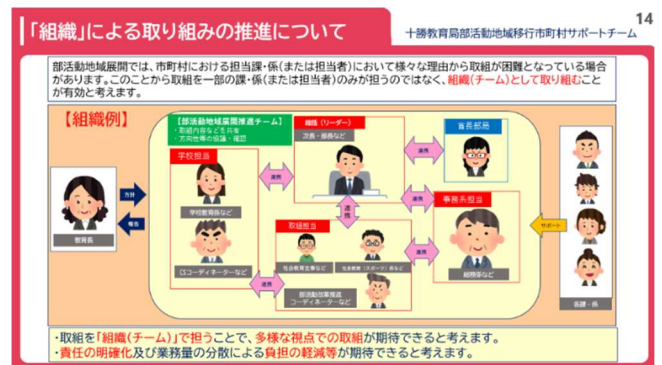 14
「組織」による取り組みの推進について
十勝教育局部活動地域移行市町村サポートチーム
部活動地域展開では、市町村における担当課・係(または担当者)において様々な理由から取組が困難となっている場合
があります。このことから取組を一部の課・係(または担当者)のみが担うのではなく、組織(チーム)として取り組むこと
が有効と考えます。
【組織例】
【部活動地域展開推進チーム】
・取組内容などを共有
・方向性等の協議・確認
総括(リーダー)
次長・部長など
首長部局
学校担当
連携
連携
学校教育係など
事務系担当
連携
連携
方針
報告
教育長
サポート
取組担当
CSコーディネーターなど
社会教育主事など
社会教育(スポーツ)係など
連携
連携
総務係など
部活動改革推進
コーディネーターなど
各課・係
・取組を「組織(チーム)」で担うことで、多様な視点での取組が期待できると考えます。
・責任の明確化及び業務量の分散による負担の軽減等が期待できると考えます。